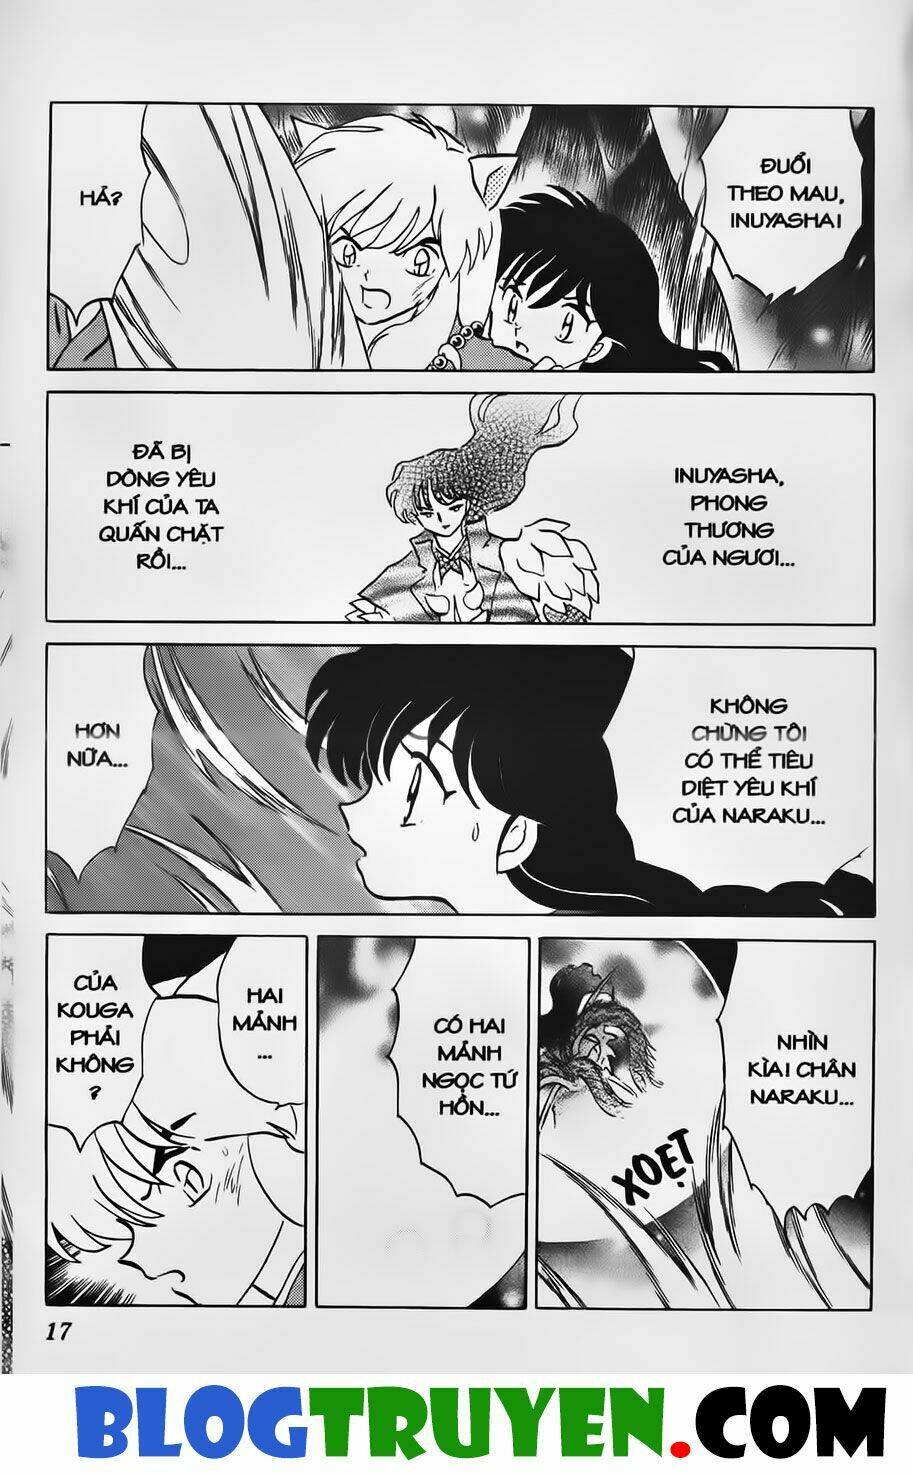 ĐUỔI
THEO MAU,
INUYASHA!
HẢ?
INUYASHA,
PHONG
THƯƠNG
CỦA NGƯƠI...
ĐÃ BỊ
DÒNG YÊU
KHÍ CỦA TA
QUẤN CHẶT
RỒI...
KHÔNG
CHỪNG TÔI
CÓ THỂ TIÊU
DIỆT YÊU KHÍ
CỦA NARAKU...
HƠN
NỮA...
NHÌN
KÌA! CHÂN
NARAKU...
XOẸT
CÓ HAI
MẢNH
NGỌC TỨ
HỒN...
HAI
MẢNH
...
CỦA
KOUGA
PHẢI
KHÔNG
?
17
BLOGTRUYEN.COM